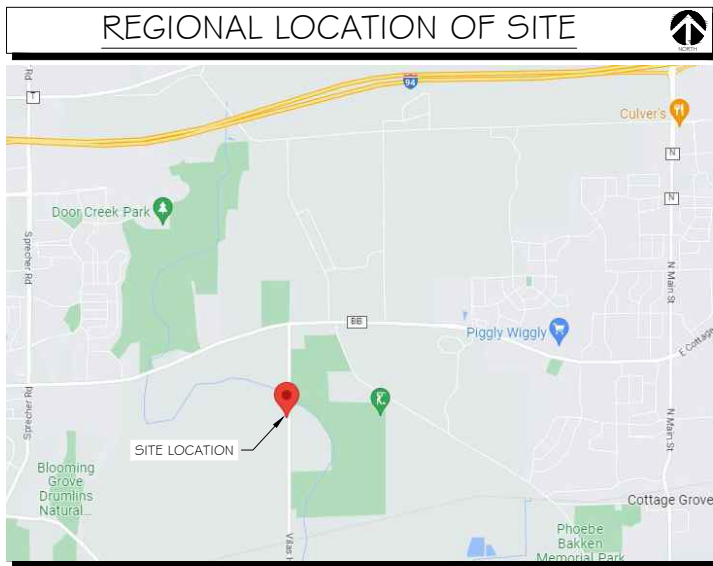 REGIONAL LOCATION OF SITE
NORTH
T
94
Culver's
N
N
Door Creek Park
Sprecher Rd
N Main St
BB
Piggly Wiggly
E Cottage
Sprecher Rd
N Main St
SITE LOCATION
Blooming
Grove
Drumlins
Natural...
Cottage Grove
Vilas
Phoebe
Bakken
Memorial Park